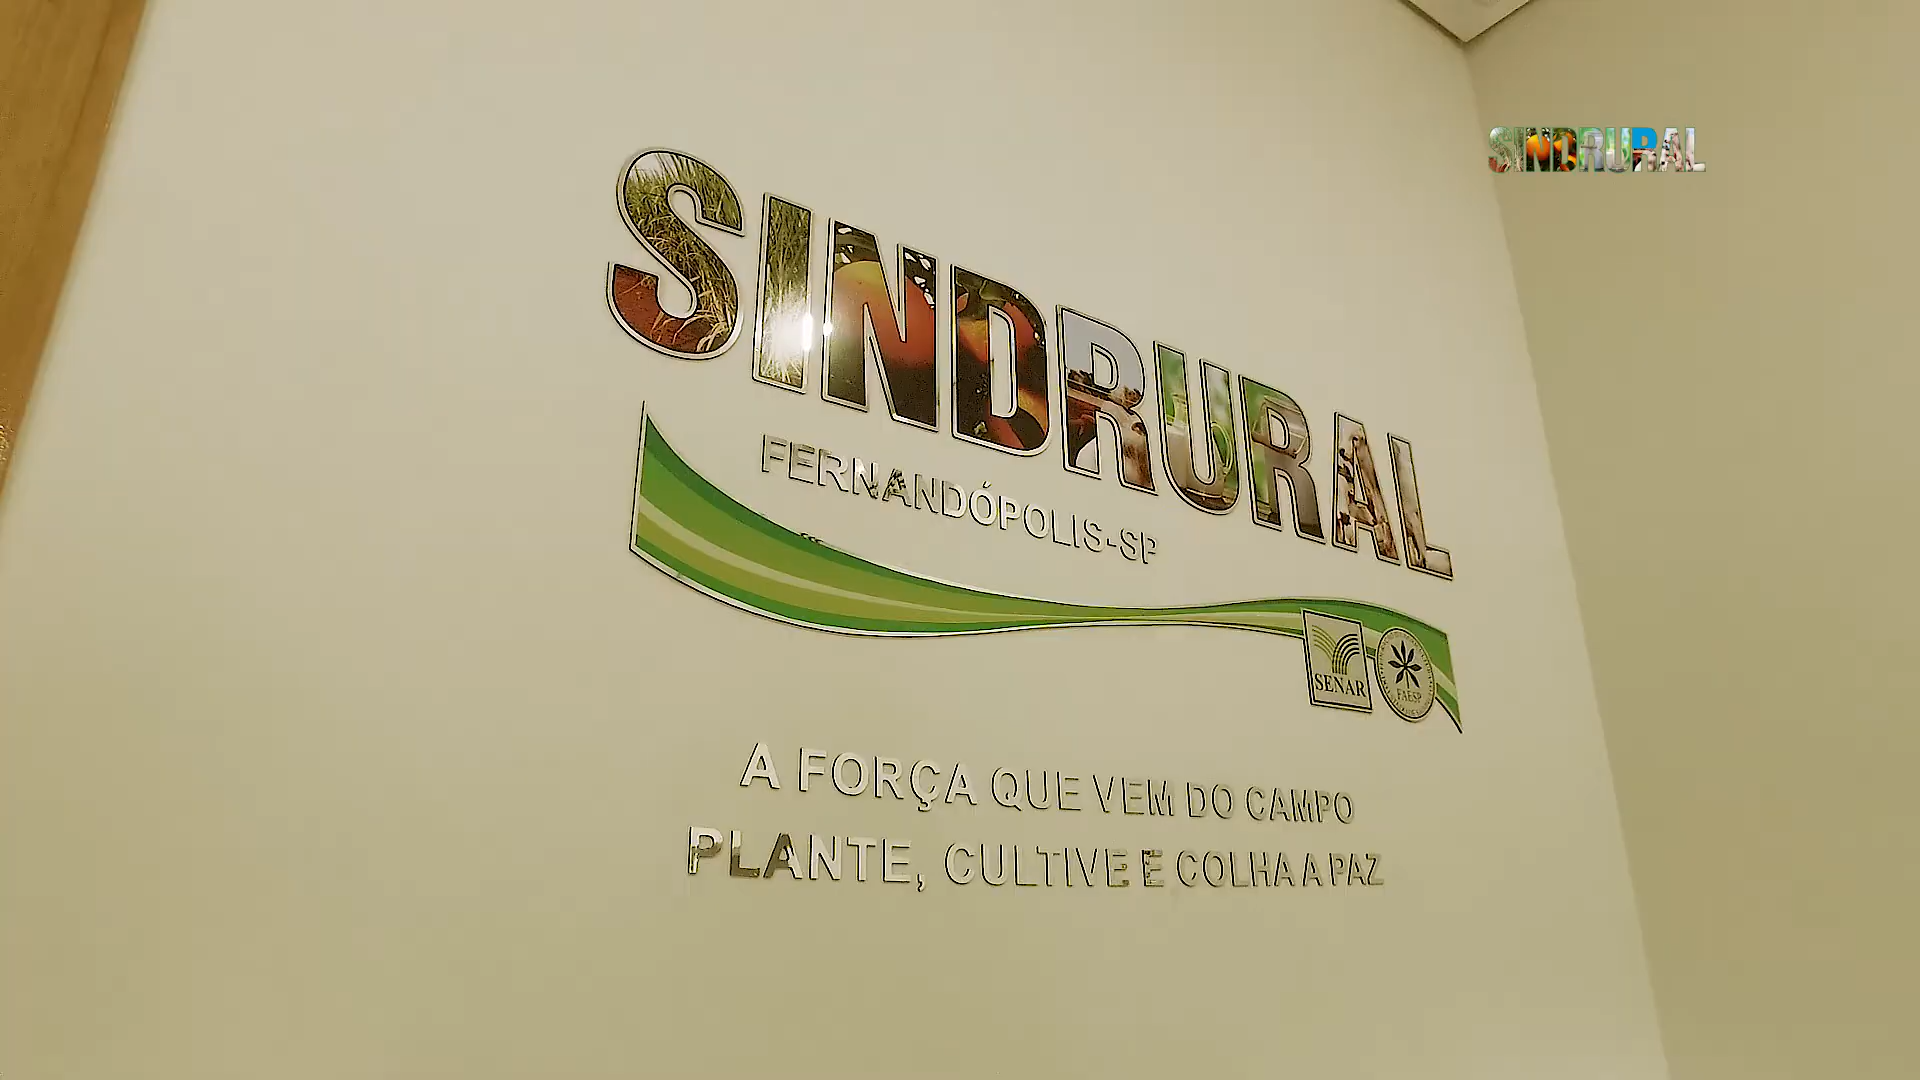 SINDRURAL
SINDRURAL
FERNANDÓPOLIS-SP
SENAR
FAESP
A FORÇA QUE VEM DO CAMPO
PLANTE, CULTIVE E COLHA A PAZ